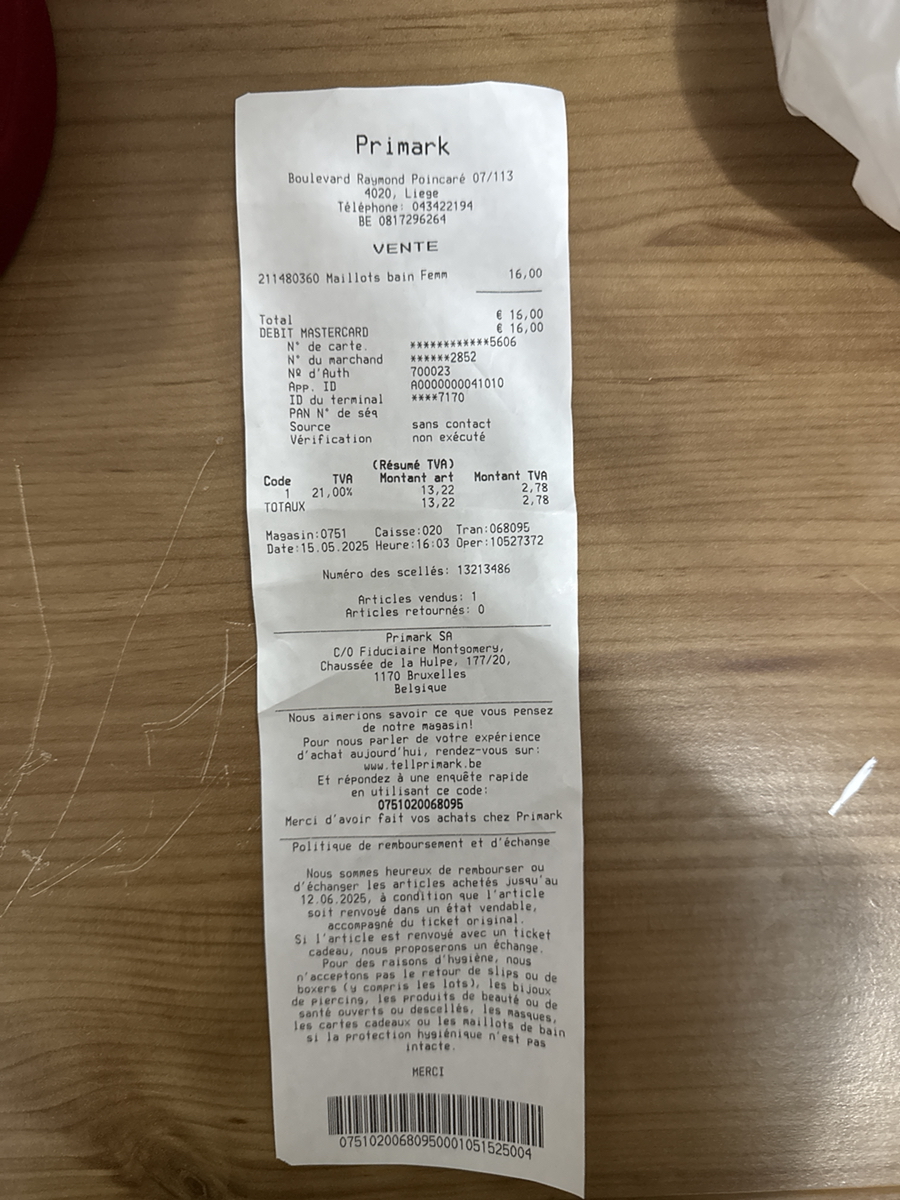 Primark
Boulevard Raymond Poincaré 07/113
4020, Liege
Téléphone: 043422194
BE 0817296264
VENTE
211480360 Maillots bain Femm 16,00
Total € 16,00
DEBIT MASTERCARD € 16,00
N° de carte. ************5606
N° du marchand ******2852
Nº d'Auth 700023
App. ID A0000000041010
ID du terminal ****7170
PAN N° de séq
Source sans contact
Vérification non exécuté
(Résumé TVA)
Code TVA Montant art Montant TVA
1 21,00% 13,22 2,78
TOTAUX 13,22 2,78
Magasin:0751 Caisse:020 Tran:068095
Date:15.05.2025 Heure:16:03 Oper:10527372
Numéro des scellés: 13213486
Articles vendus: 1
Articles retournés: 0
Primark SA
C/O Fiduciaire Montgomery,
Chaussée de la Hulpe, 177/20,
1170 Bruxelles
Belgique
Nous aimerions savoir ce que vous pensez
de notre magasin!
Pour nous parler de votre expérience
d'achat aujourd'hui, rendez-vous sur:
www.tellprimark.be
Et répondez à une enquête rapide
en utilisant ce code:
0751020068095
Merci d'avoir fait vos achats chez Primark
Politique de remboursement et d'échange
Nous sommes heureux de rembourser ou
d'échanger les articles achetés jusqu'au
12.06.2025, à condition que l'article
soit renvoyé dans un état vendable,
accompagné du ticket original.
Si l'article est renvoyé avec un ticket
cadeau, nous proposerons un échange.
Pour des raisons d'hygiène, nous
n'acceptons pas le retour de slips ou de
boxers (y compris les lots), les bijoux
de piercing, les produits de beauté ou de
santé ouverts ou descellés, les masques,
les cartes cadeaux ou les maillots de bain
si la protection hygiénique n'est pas
intacte.
MERCI
07510200680950001051525004